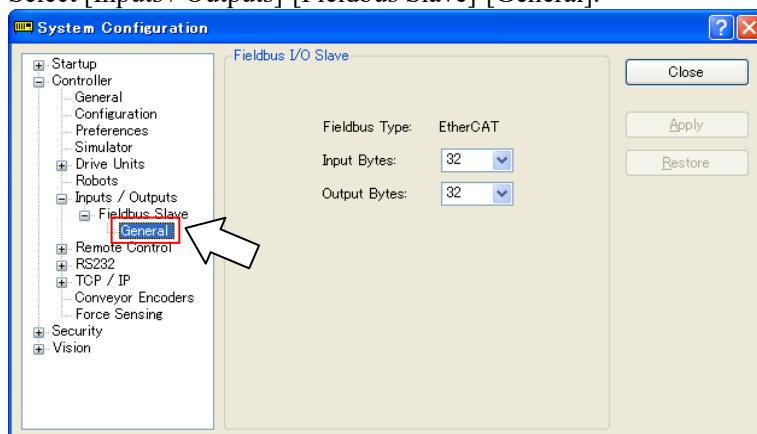 Select [Inputs / Outputs]-[Fieldbus Slave]-[General].
System Configuration
Startup
Controller
General
Configuration
Preferences
Simulator
Drive Units
Robots
Inputs / Outputs
Fieldbus Slave
General
Remote Control
RS232
TCP / IP
Conveyor Encoders
Force Sensing
Security
Vision
Fieldbus I/O Slave
Fieldbus Type: EtherCAT
Input Bytes: 32
Output Bytes: 32
Close
Apply
Restore